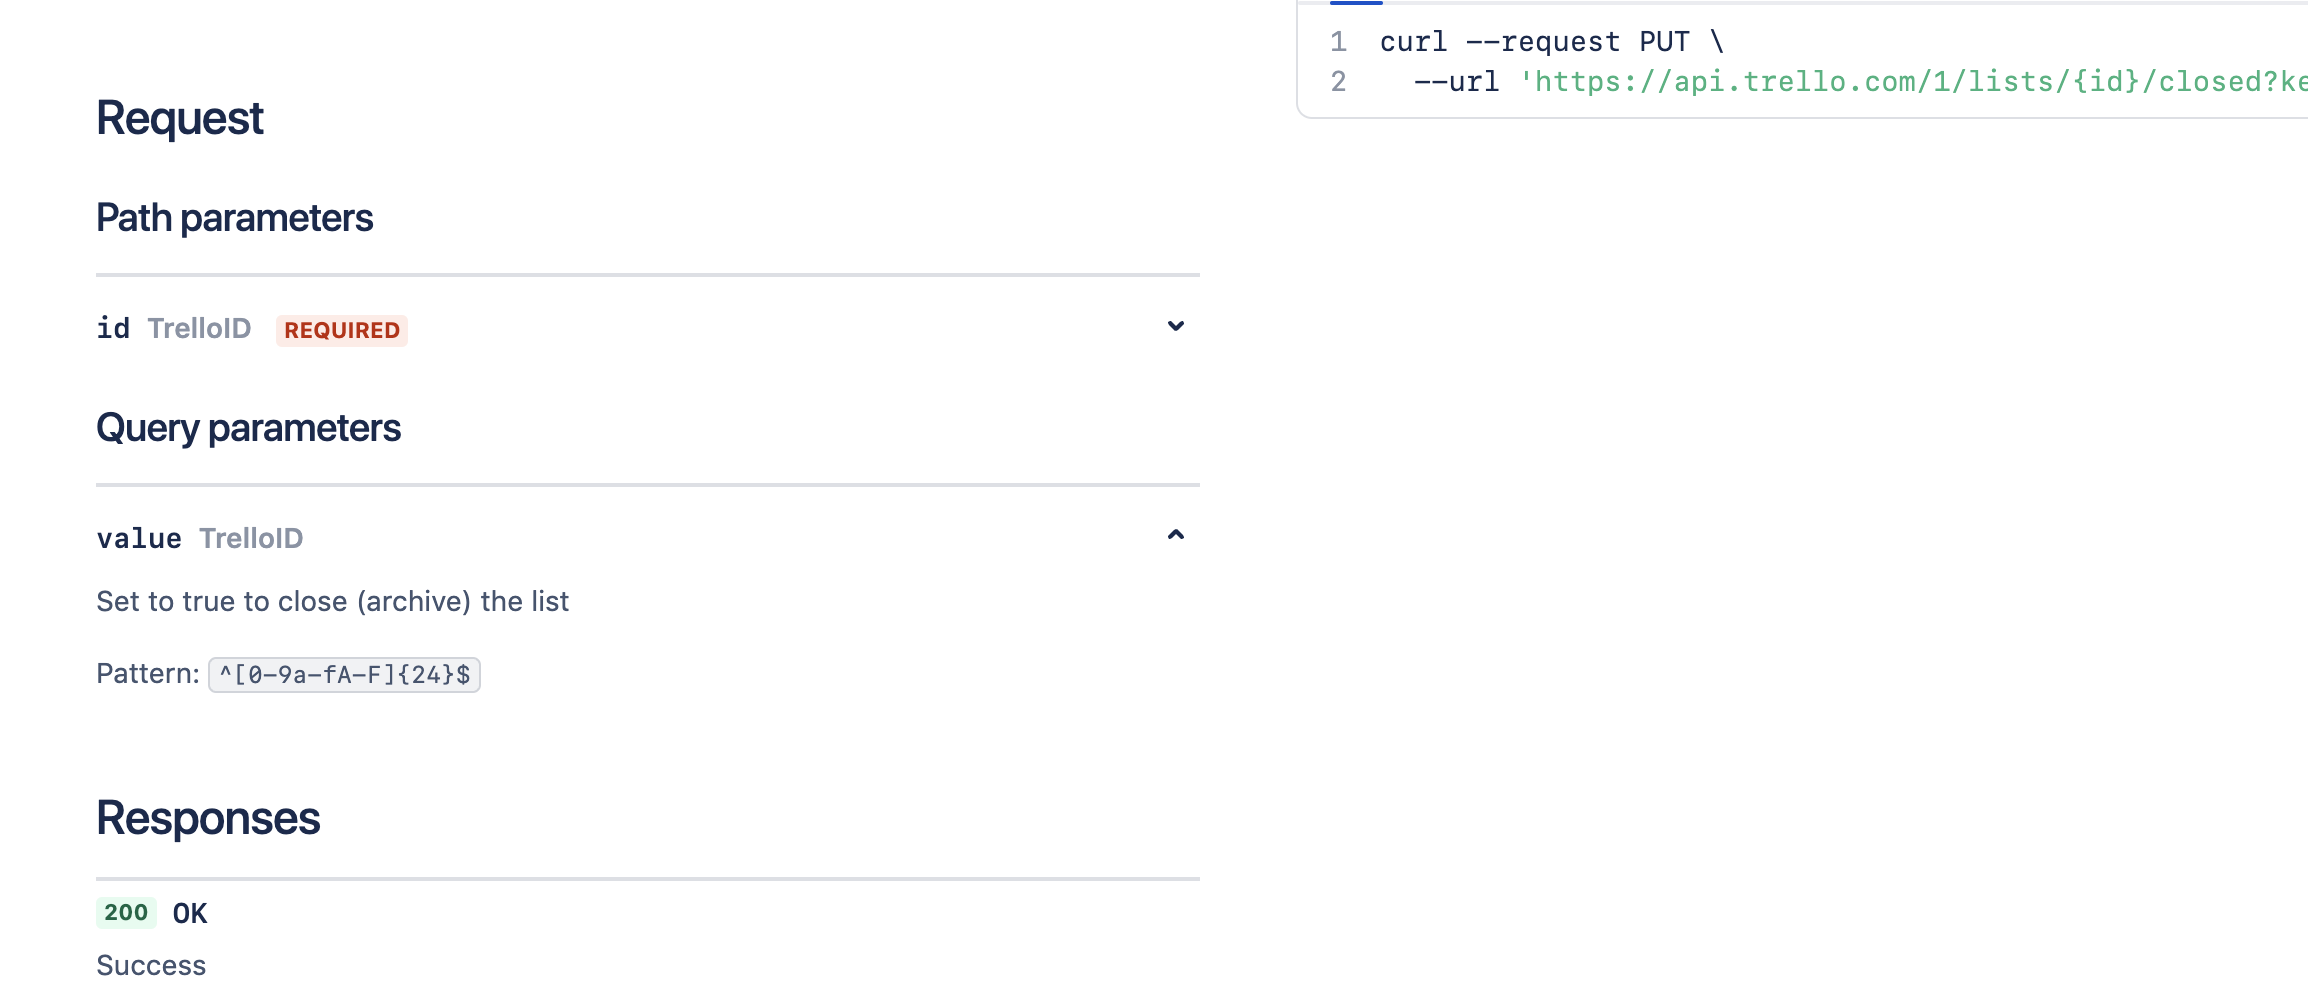 Request
Path parameters
id TrelloID REQUIRED
Query parameters
value TrelloID
Set to true to close (archive) the list
Pattern: ^[0-9a-fA-F]{24}$
Responses
200 OK
Success
1 curl --request PUT \
2 --url 'https://api.trello.com/1/lists/{id}/closed?ke